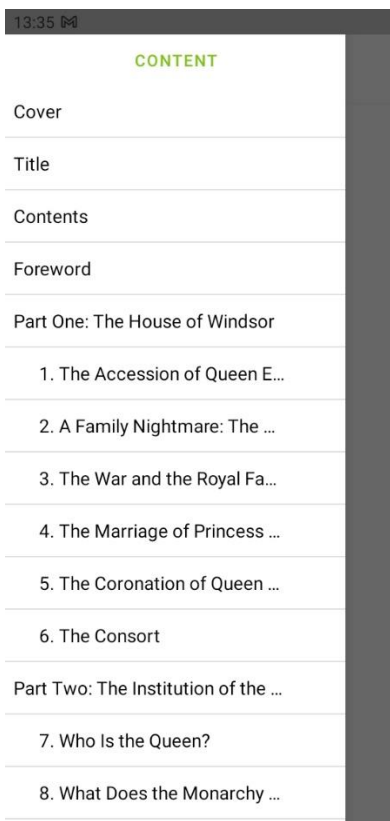 13:35
CONTENT
Cover
Title
Contents
Foreword
Part One: The House of Windsor
1. The Accession of Queen E...
2. A Family Nightmare: The ...
3. The War and the Royal Fa...
4. The Marriage of Princess ...
5. The Coronation of Queen ...
6. The Consort
Part Two: The Institution of the ...
7. Who Is the Queen?
8. What Does the Monarchy ...